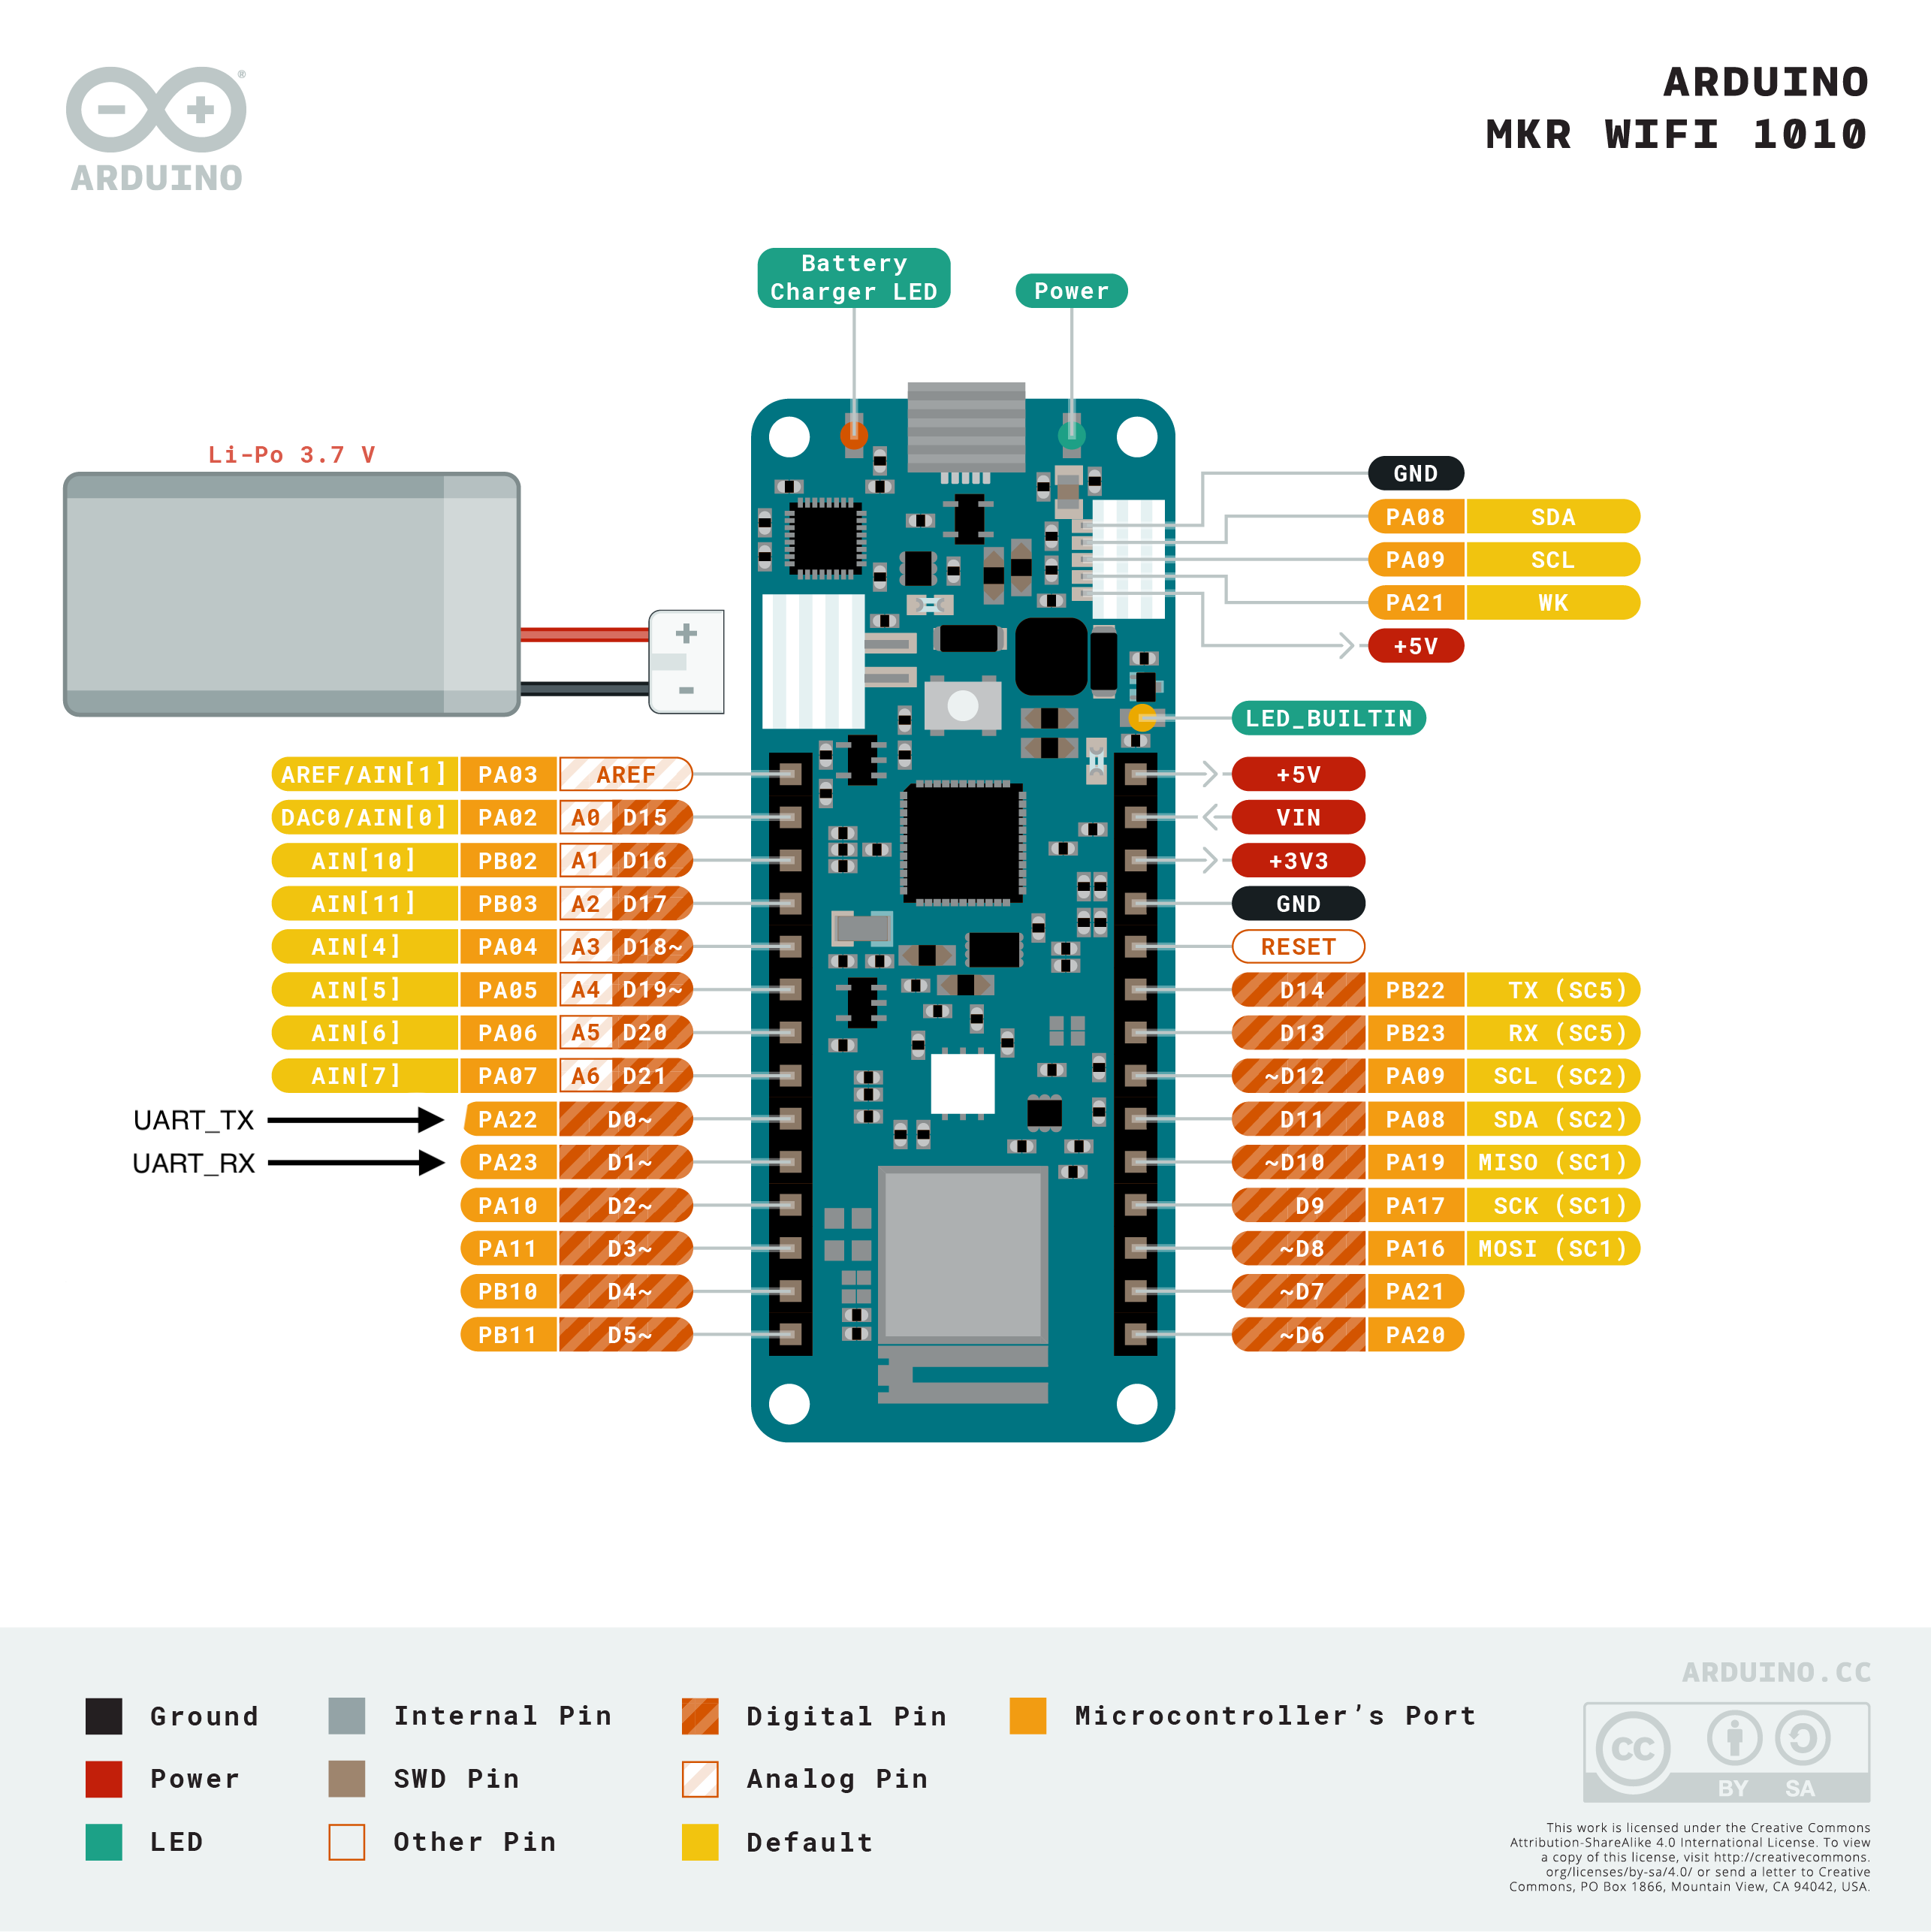 ARDUINO
MKR WIFI 1010
®
ARDUINO
Battery
Charger LED
Power
Li-Po 3.7 V
+
-
GND
PA08 SDA
PA09 SCL
PA21 WK
+5V
LED_BUILTIN
AREF/AIN[1] PA03 AREF
DAC0/AIN[0] PA02 A0 D15
AIN[10] PB02 A1 D16
AIN[11] PB03 A2 D17
AIN[4] PA04 A3 D18~
AIN[5] PA05 A4 D19~
AIN[6] PA06 A5 D20
AIN[7] PA07 A6 D21
UART_TX PA22 D0~
UART_RX PA23 D1~
PA10 D2~
PA11 D3~
PB10 D4~
PB11 D5~
+5V
VIN
+3V3
GND
RESET
D14 PB22 TX (SC5)
D13 PB23 RX (SC5)
~D12 PA09 SCL (SC2)
D11 PA08 SDA (SC2)
~D10 PA19 MISO (SC1)
D9 PA17 SCK (SC1)
~D8 PA16 MOSI (SC1)
~D7 PA21
~D6 PA20
Ground
Power
LED
Internal Pin
SWD Pin
Other Pin
Digital Pin
Analog Pin
Default
Microcontroller's Port
ARDUINO.CC
CC
BY SA
This work is licensed under the Creative Commons
Attribution-ShareAlike 4.0 International License. To view
a copy of this license, visit http://creativecommons.
org/licenses/by-sa/4.0/ or send a letter to Creative
Commons, PO Box 1866, Mountain View, CA 94042, USA.